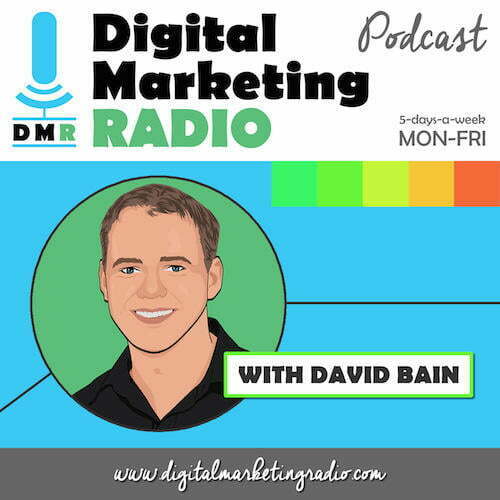 Digital
Marketing
RADIO
DMR
Podcast
5-days-a-week
MON-FRI
WITH DAVID BAIN
www.digitalmarketingradio.com